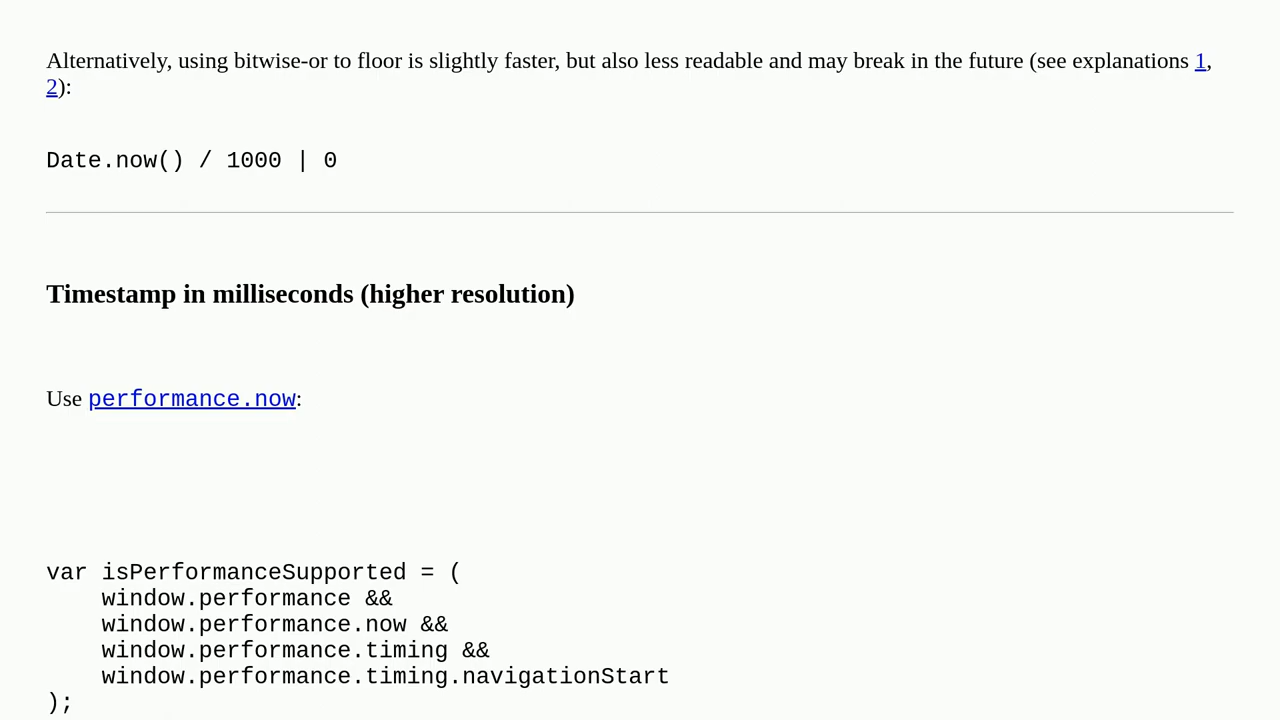 Alternatively, using bitwise-or to floor is slightly faster, but also less readable and may break in the future (see explanations 1,
2):
Date.now() / 1000 | 0
Timestamp in milliseconds (higher resolution)
Use performance.now:
var isPerformanceSupported = (
    window.performance &&
    window.performance.now &&
    window.performance.timing &&
    window.performance.timing.navigationStart
);